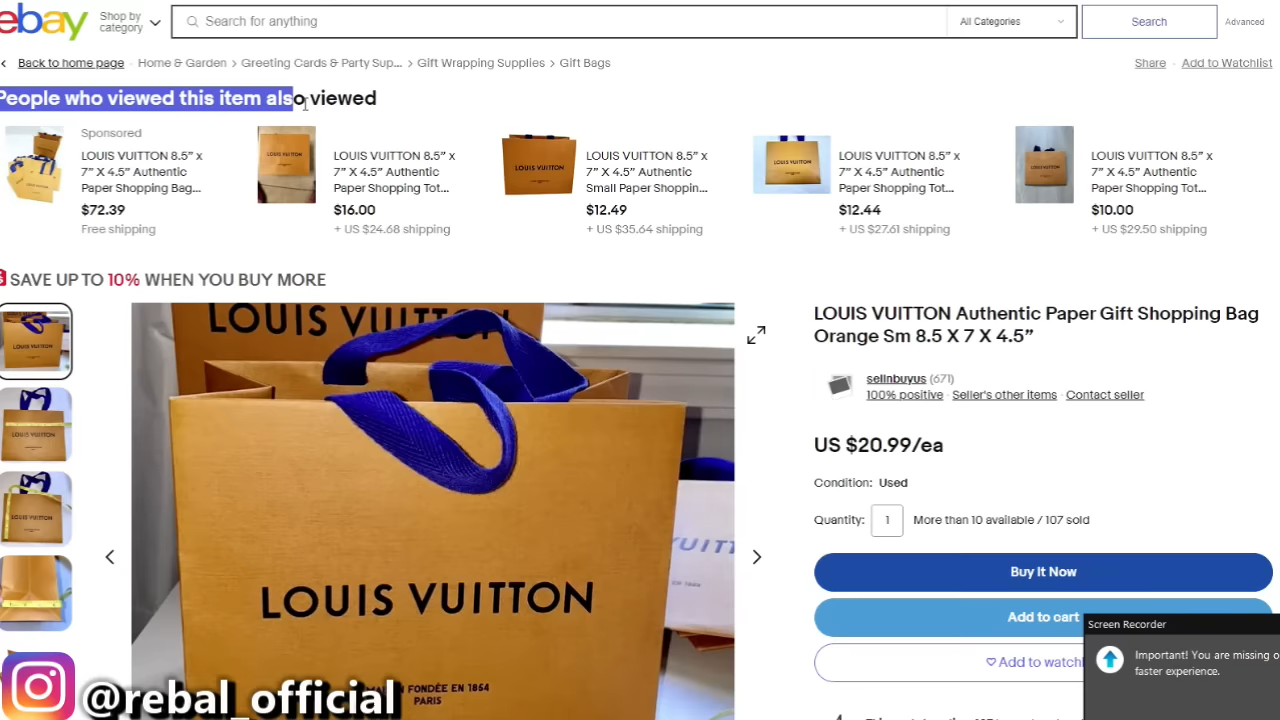 ebay
Shop by
category
Search for anything
All Categories
Search
Advanced
Back to home page
Home & Garden
Greeting Cards & Party Sup...
Gift Wrapping Supplies
Gift Bags
Share
Add to Watchlist
People who viewed this item also viewed
Sponsored
LOUIS VUITTON 8.5” x
7” X 4.5” Authentic
Paper Shopping Bag...
$72.39
Free shipping
LOUIS VUITTON 8.5” x
7” X 4.5” Authentic
Paper Shopping Tot...
$16.00
+ US $24.68 shipping
LOUIS VUITTON 8.5” x
7” X 4.5” Authentic
Small Paper Shoppin...
$12.49
+ US $35.64 shipping
LOUIS VUITTON 8.5” x
7” X 4.5” Authentic
Paper Shopping Tot...
$12.44
+ US $27.61 shipping
LOUIS VUITTON 8.5” x
7” X 4.5” Authentic
Paper Shopping Tot...
$10.00
+ US $29.50 shipping
SAVE UP TO 10% WHEN YOU BUY MORE
LOUIS VUITTON
LOUIS VUITTON
FONDÉE EN 1854
PARIS
LOUIS VUITTON Authentic Paper Gift Shopping Bag
Orange Sm 8.5 X 7 X 4.5”
sellnbuyus (671)
100% positive · Seller's other items · Contact seller
US $20.99/ea
Condition: Used
Quantity: 1 More than 10 available / 107 sold
Buy It Now
Add to cart
Add to watchl
Screen Recorder
Important! You are missing o
faster experience.
@rebal_official